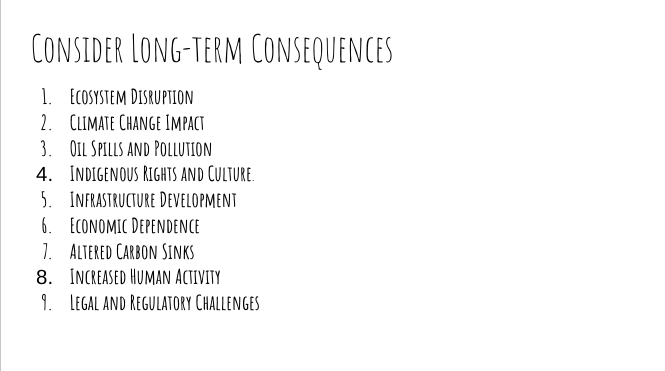 Consider Long-term Consequences
1. Ecosystem Disruption
2. Climate Change Impact
3. Oil Spills and Pollution
4. Indigenous Rights and Culture.
5. Infrastructure Development
6. Economic Dependence
7. Altered Carbon Sinks
8. Increased Human Activity
9. Legal and Regulatory Challenges